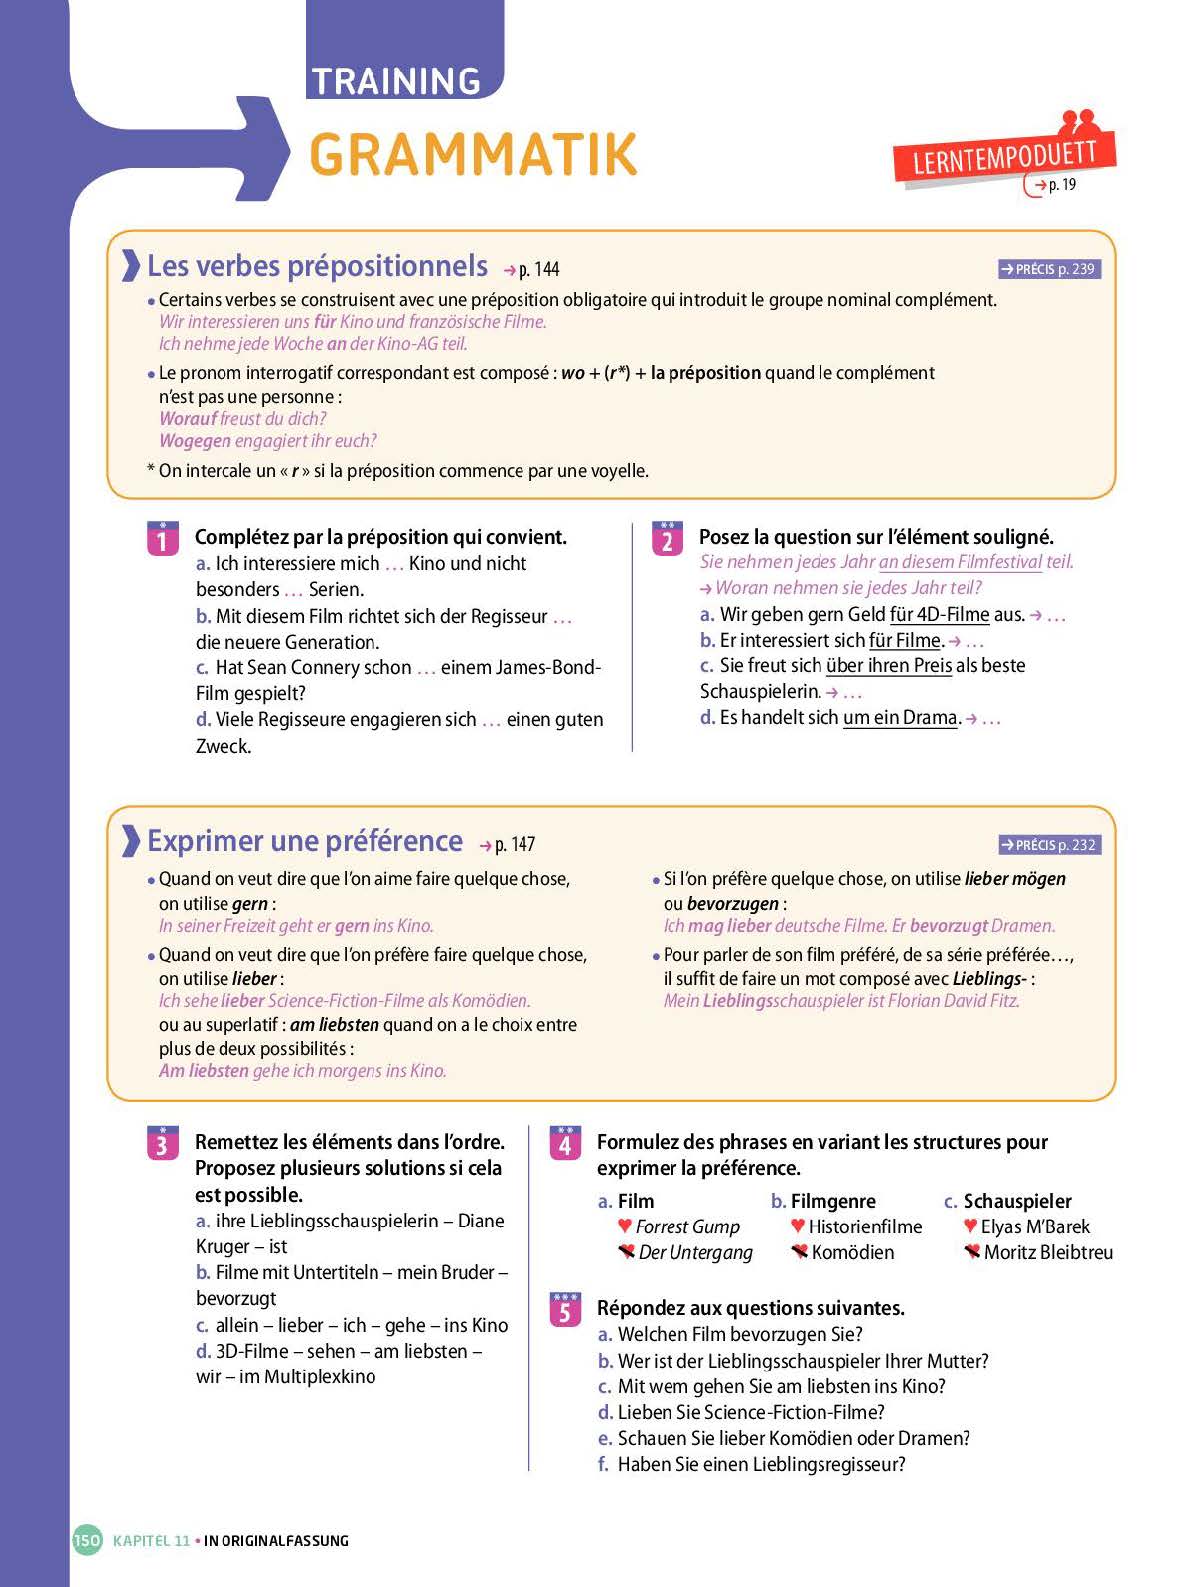 TRAINING
GRAMMATIK
LERNTEMPODUETT
→ p. 19
Les verbes prépositionnels → p. 144
→ PRÉCIS p. 239
• Certains verbes se construisent avec une préposition obligatoire qui introduit le groupe nominal complément.
Wir interessieren uns für Kino und französische Filme.
Ich nehme jede Woche an der Kino-AG teil.
• Le pronom interrogatif correspondant est composé : wo + (r*) + la préposition quand le complément
n'est pas une personne :
Worauf freust du dich?
Wogegen engagiert ihr euch?
* On intercale un « r » si la préposition commence par une voyelle.
*
1 Complétez par la préposition qui convient.
a. Ich interessiere mich … Kino und nicht
besonders … Serien.
b. Mit diesem Film richtet sich der Regisseur …
die neuere Generation.
c. Hat Sean Connery schon … einem James-Bond-
Film gespielt?
d. Viele Regisseure engagieren sich … einen guten
Zweck.
**
2 Posez la question sur l'élément souligné.
Sie nehmen jedes Jahr an diesem Filmfestival teil.
→ Woran nehmen sie jedes Jahr teil?
a. Wir geben gern Geld für 4D-Filme aus. → …
b. Er interessiert sich für Filme. → …
c. Sie freut sich über ihren Preis als beste
Schauspielerin. → …
d. Es handelt sich um ein Drama. → …
Exprimer une préférence → p. 147
→ PRÉCIS p. 232
• Quand on veut dire que l'on aime faire quelque chose,
on utilise gern :
In seiner Freizeit geht er gern ins Kino.
• Quand on veut dire que l'on préfère faire quelque chose,
on utilise lieber :
Ich sehe lieber Science-Fiction-Filme als Komödien.
ou au superlatif : am liebsten quand on a le choix entre
plus de deux possibilités :
Am liebsten gehe ich morgens ins Kino.
• Si l'on préfère quelque chose, on utilise lieber mögen
ou bevorzugen :
Ich mag lieber deutsche Filme. Er bevorzugt Dramen.
• Pour parler de son film préféré, de sa série préférée…,
il suffit de faire un mot composé avec Lieblings- :
Mein Lieblingsschauspieler ist Florian David Fitz.
*
3 Remettez les éléments dans l'ordre.
Proposez plusieurs solutions si cela
est possible.
a. ihre Lieblingsschauspielerin – Diane
Kruger – ist
b. Filme mit Untertiteln – mein Bruder –
bevorzugt
c. allein – lieber – ich – gehe – ins Kino
d. 3D-Filme – sehen – am liebsten –
wir – im Multiplexkino
**
4 Formulez des phrases en variant les structures pour
exprimer la préférence.
a. Film
♥ Forrest Gump
Der Untergang
b. Filmgenre
♥ Historienfilme
Komödien
c. Schauspieler
♥ Elyas M'Barek
Moritz Bleibtreu
***
5 Répondez aux questions suivantes.
a. Welchen Film bevorzugen Sie?
b. Wer ist der Lieblingsschauspieler Ihrer Mutter?
c. Mit wem gehen Sie am liebsten ins Kino?
d. Lieben Sie Science-Fiction-Filme?
e. Schauen Sie lieber Komödien oder Dramen?
f. Haben Sie einen Lieblingsregisseur?
150 KAPITEL 11 • IN ORIGINALFASSUNG